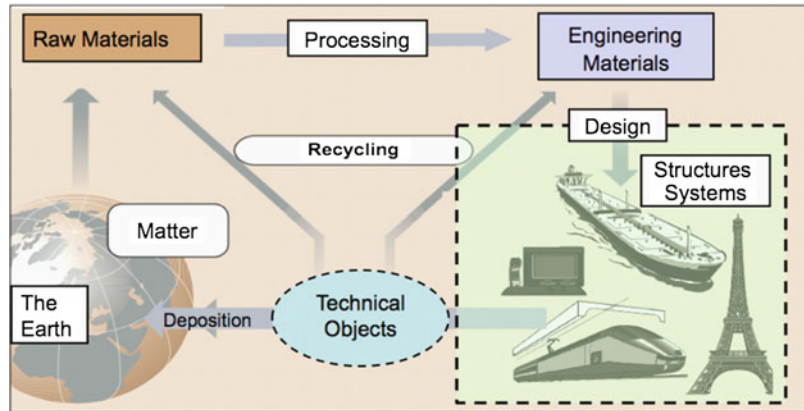 Raw Materials
Processing
Engineering
Materials
Design
Recycling
Structures
Systems
Matter
The
Earth
Deposition
Technical
Objects